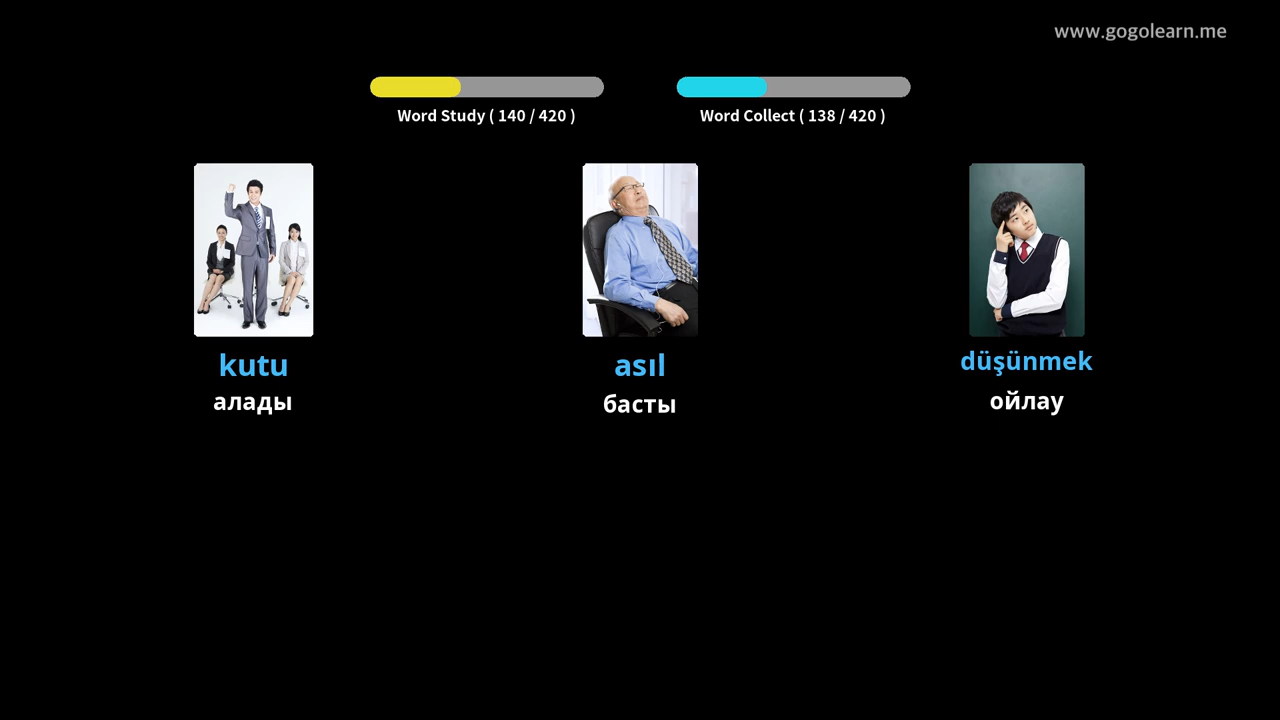 www.gogolearn.me
Word Study ( 140 / 420 )
Word Collect ( 138 / 420 )
kutu
asıl
düşünmek
алады
басты
ойлау